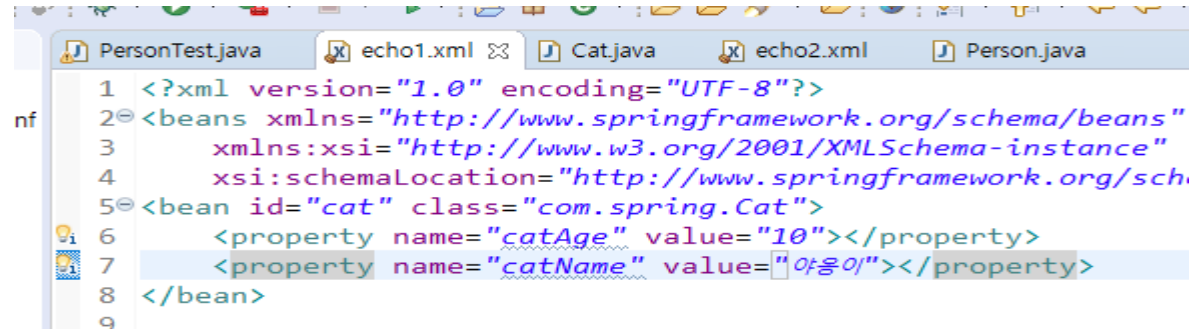 PersonTest.java echo1.xml Cat.java echo2.xml Person.java
nf
1 <?xml version="1.0" encoding="UTF-8"?>
2 <beans xmlns="http://www.springframework.org/schema/beans"
3 xmlns:xsi="http://www.w3.org/2001/XMLSchema-instance"
4 xsi:schemaLocation="http://www.springframework.org/sch
5 <bean id="cat" class="com.spring.Cat">
6 <property name="catAge" value="10"></property>
7 <property name="catName" value="야옹이"></property>
8 </bean>
9